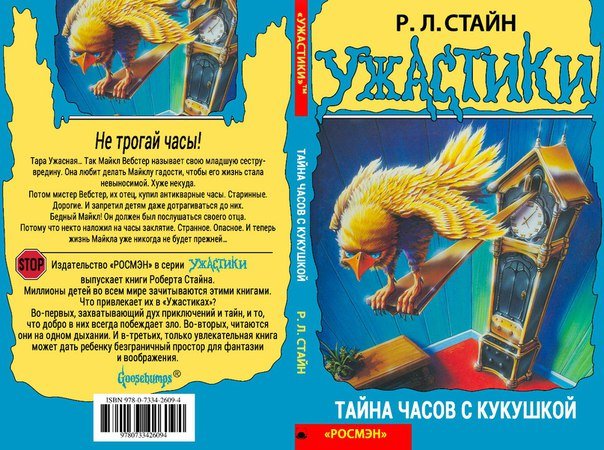 Не трогай часы!
Тара Ужасная... Так Майкл Вебстер называет свою младшую сестру-
вредину. Она любит делать Майклу гадости, чтобы его жизнь стала
невыносимой. Хуже некуда.
Потом мистер Вебстер, их отец, купил антикварные часы. Старинные.
Дорогие. И запретил детям даже дотрагиваться до них.
Бедный Майкл! Он должен был послушаться своего отца.
Потому что некто наложил на часы заклятие. Странное. Опасное. И теперь
жизнь Майкла уже никогда не будет прежней...
STOP
Издательство «РОСМЭН» в серии УЖАСТИКИ
выпускает книги Роберта Стайна.
Миллионы детей во всем мире зачитываются этими книгами.
Что привлекает их в «Ужастиках»?
Во-первых, захватывающий дух приключений и тайн, и то,
что добро в них всегда побеждает зло. Во-вторых, читаются
они на одном дыхании. И в-третьих, только увлекательная книга
может дать ребенку безграничный простор для фантазии
и воображения.
Goosebumps®
ISBN 978-0-7334-2609-4
9780733426094
«УЖАСТИКИ»™
ТАЙНА ЧАСОВ С КУКУШКОЙ
Р. Л. СТАЙН
Р. Л. СТАЙН
УЖАСТИКИ
ТАЙНА ЧАСОВ С КУКУШКОЙ
«РОСМЭН»